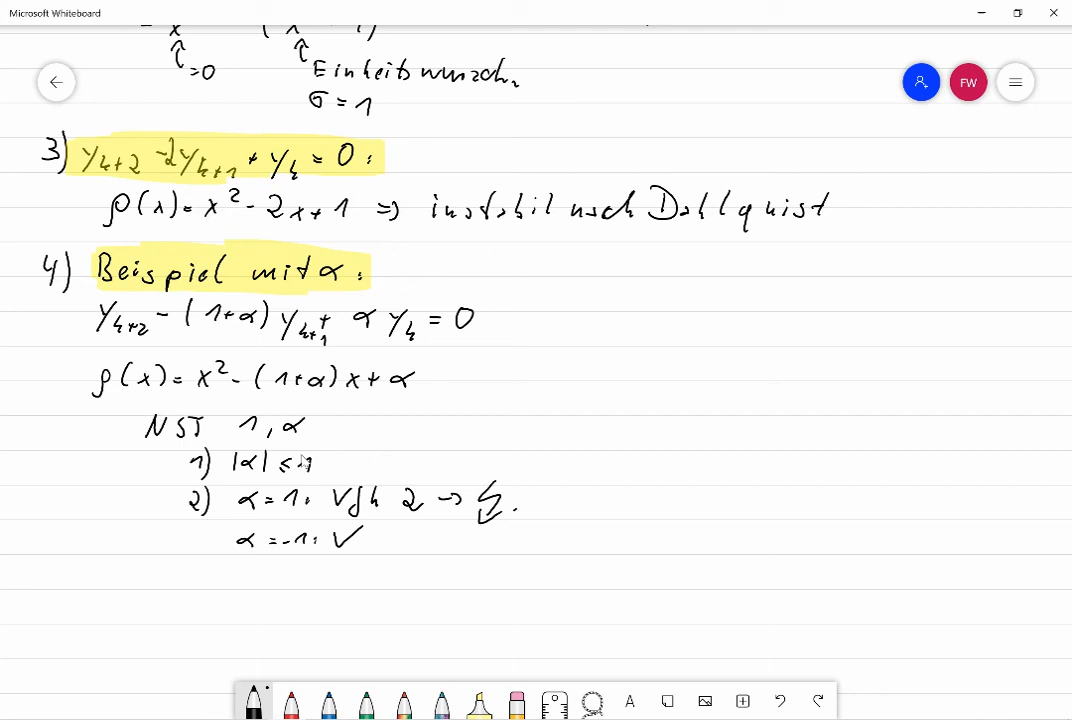 Microsoft Whiteboard
FW
= 0
Einheitswurzeln
σ = 1
3) y_{k+2} - 2y_{k+1} + y_k = 0 :
ρ(x) = x² - 2x + 1 ⇒ instabil nach Dahlquist
4) Beispiel mit α :
y_{k+2} - (1+α) y_{k+1} + α y_k = 0
ρ(x) = x² - (1+α)x + α
NST 1, α
1) |α| ≤ 1
2) α = 1 : Vfh 2 → ↯.
α = -1 : ✓
A